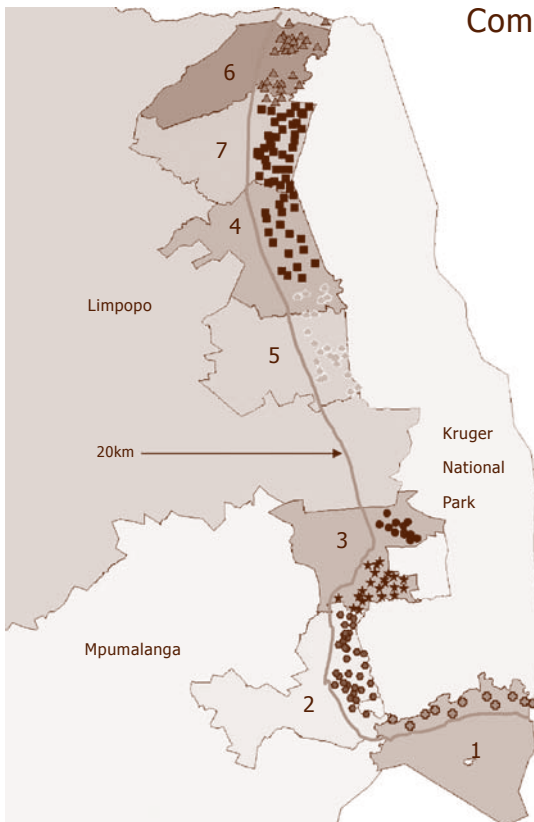 Com
6
7
4
Limpopo
5
Kruger
National
Park
20km
3
Mpumalanga
2
1